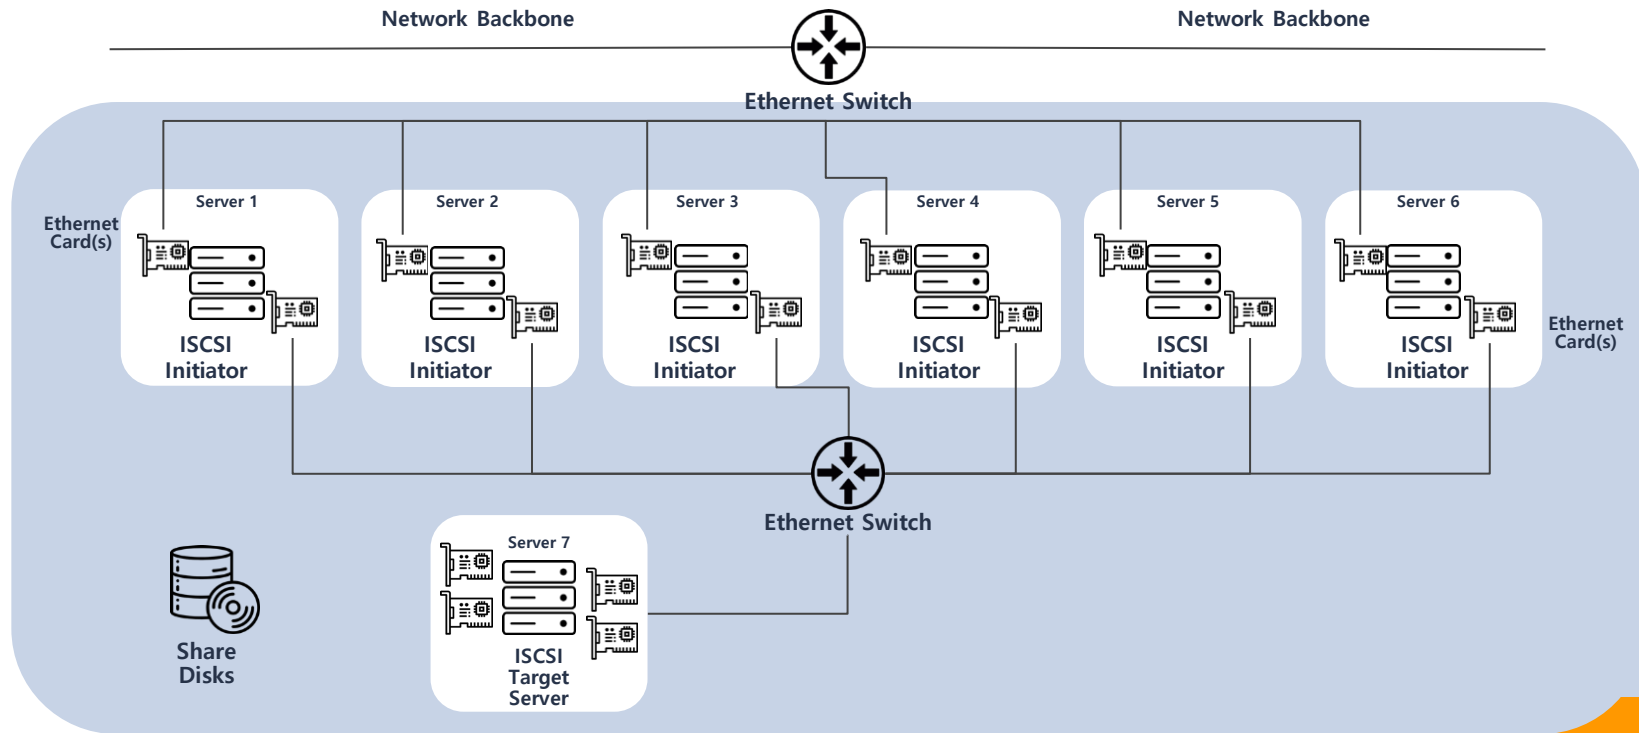 Network Backbone
Network Backbone
Ethernet Switch
Server 1
Server 2
Server 3
Server 4
Server 5
Server 6
Ethernet
Card(s)
ISCSI
Initiator
ISCSI
Initiator
ISCSI
Initiator
ISCSI
Initiator
ISCSI
Initiator
ISCSI
Initiator
Ethernet
Card(s)
Ethernet Switch
Server 7
ISCSI
Target
Server
Share
Disks